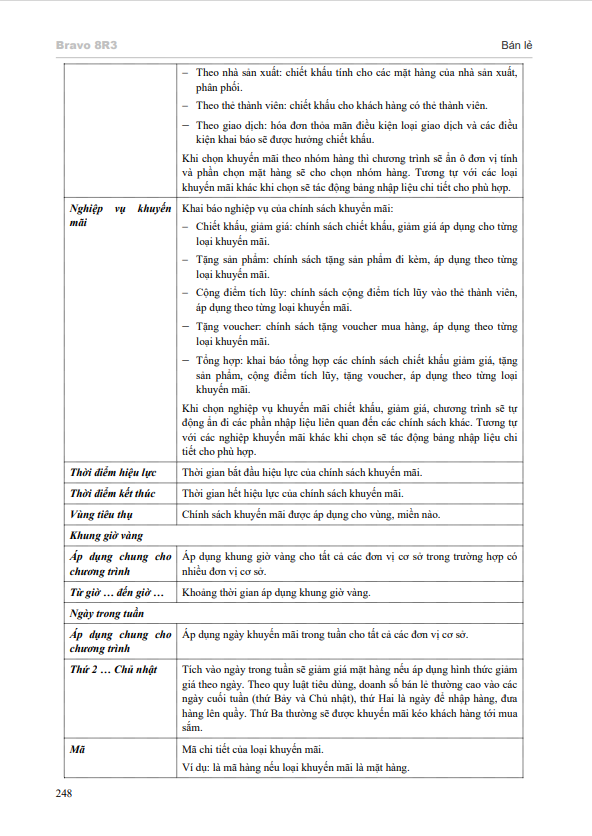 Bravo 8R3
Bán lẻ
− Theo nhà sản xuất: chiết khấu tính cho các mặt hàng của nhà sản xuất,
phân phối.
− Theo thẻ thành viên: chiết khấu cho khách hàng có thẻ thành viên.
− Theo giao dịch: hóa đơn thỏa mãn điều kiện loại giao dịch và các điều
kiện khai báo sẽ được hưởng chiết khấu.
Khi chọn khuyến mãi theo nhóm hàng thì chương trình sẽ ẩn ô đơn vị tính
và phần chọn mặt hàng sẽ cho chọn nhóm hàng. Tương tự với các loại
khuyến mãi khác khi chọn sẽ tác động bảng nhập liệu chi tiết cho phù hợp.
Nghiệp vụ khuyến
mãi
Khai báo nghiệp vụ của chính sách khuyến mãi:
− Chiết khấu, giảm giá: chính sách chiết khấu, giảm giá áp dụng cho từng
loại khuyến mãi.
− Tặng sản phẩm: chính sách tặng sản phẩm đi kèm, áp dụng theo từng
loại khuyến mãi.
− Cộng điểm tích lũy: chính sách cộng điểm tích lũy vào thẻ thành viên,
áp dụng theo từng loại khuyến mãi.
− Tặng voucher: chính sách tặng voucher mua hàng, áp dụng theo từng
loại khuyến mãi.
− Tổng hợp: khai báo tổng hợp các chính sách chiết khấu giảm giá, tặng
sản phẩm, cộng điểm tích lũy, tặng voucher, áp dụng theo từng loại
khuyến mãi.
Khi chọn nghiệp vụ khuyến mãi chiết khấu, giảm giá, chương trình sẽ tự
động ẩn đi các phần nhập liệu liên quan đến các chính sách khác. Tương tự
với các nghiệp khuyến mãi khác khi chọn sẽ tác động bảng nhập liệu chi
tiết cho phù hợp.
Thời điểm hiệu lực
Thời gian bắt đầu hiệu lực của chính sách khuyến mãi.
Thời điểm kết thúc
Thời gian hết hiệu lực của chính sách khuyến mãi.
Vùng tiêu thụ
Chính sách khuyến mãi được áp dụng cho vùng, miền nào.
Khung giờ vàng
Áp dụng chung cho
chương trình
Áp dụng khung giờ vàng cho tất cả các đơn vị cơ sở trong trường hợp có
nhiều đơn vị cơ sở.
Từ giờ … đến giờ …
Khoảng thời gian áp dụng khung giờ vàng.
Ngày trong tuần
Áp dụng chung cho
chương trình
Áp dụng ngày khuyến mãi trong tuần cho tất cả các đơn vị cơ sở.
Thứ 2 … Chủ nhật
Tích vào ngày trong tuần sẽ giảm giá mặt hàng nếu áp dụng hình thức giảm
giá theo ngày. Theo quy luật tiêu dùng, doanh số bán lẻ thường cao vào các
ngày cuối tuần (thứ Bảy và Chủ nhật), thứ Hai là ngày để nhập hàng, đưa
hàng lên quầy. Thứ Ba thường sẽ được khuyến mãi kéo khách hàng tới mua
sắm.
Mã
Mã chi tiết của loại khuyến mãi.
Ví dụ: là mã hàng nếu loại khuyến mãi là mặt hàng.
248